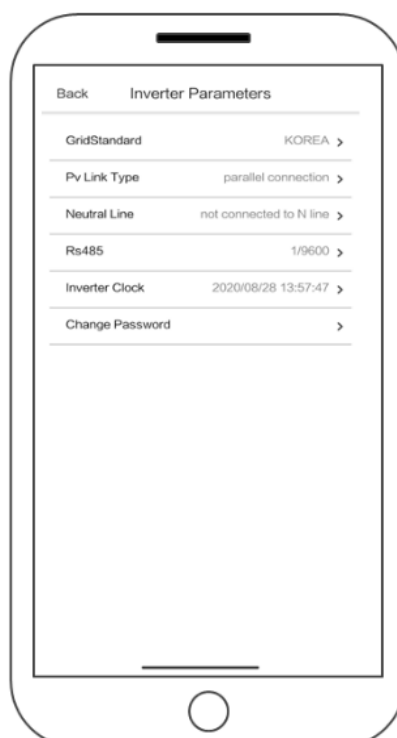 Back Inverter Parameters
GridStandard KOREA >
Pv Link Type parallel connection >
Neutral Line not connected to N line >
Rs485 1/9600 >
Inverter Clock 2020/08/28 13:57:47 >
Change Password >